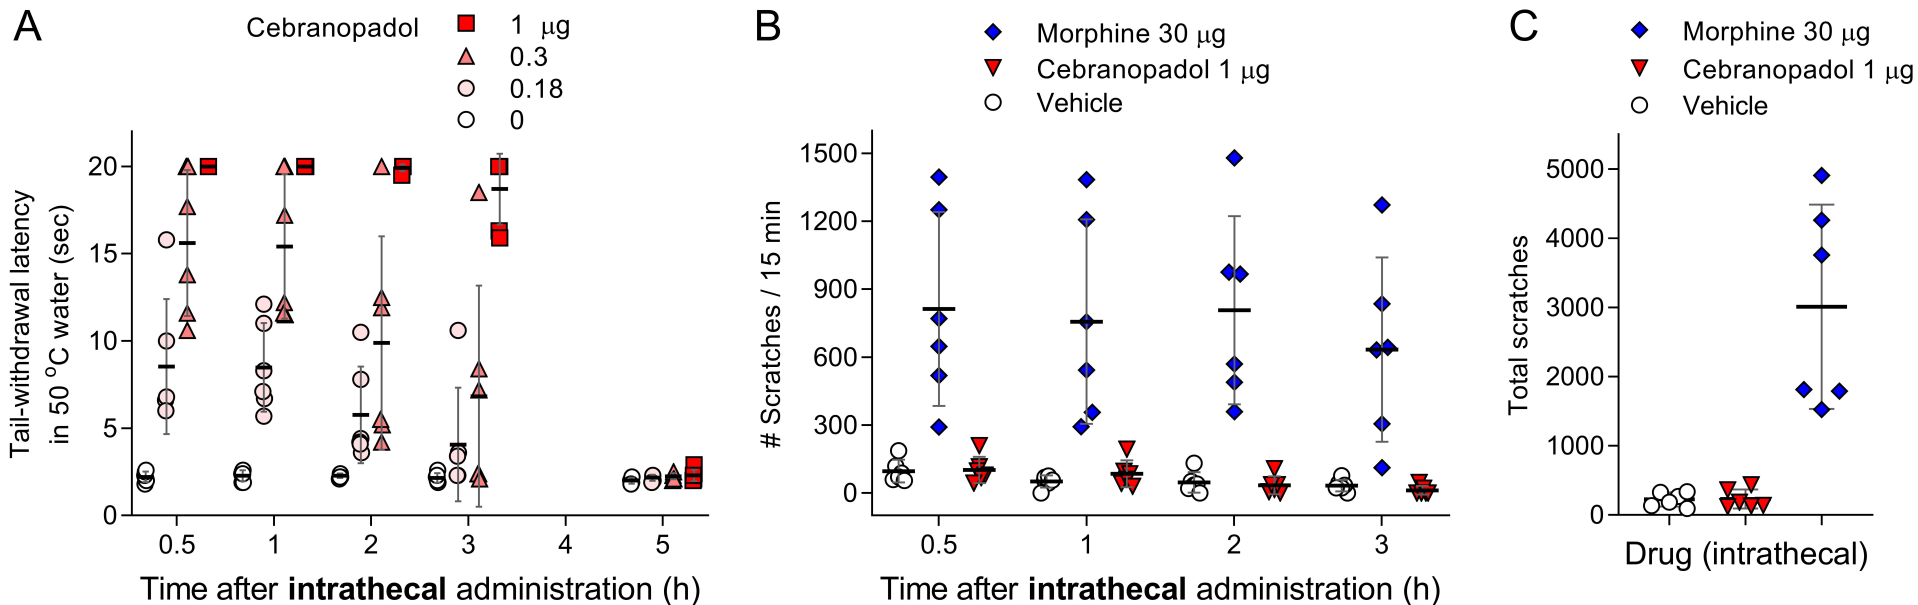 A
Cebranopadol
1 μg
0.3
0.18
0
Tail-withdrawal latency
in 50 °C water (sec)
20
15
10
5
0
0.5 1 2 3 4 5
Time after intrathecal administration (h)
B
Morphine 30 μg
Cebranopadol 1 μg
Vehicle
# Scratches / 15 min
1500
1200
900
600
300
0
0.5 1 2 3
Time after intrathecal administration (h)
C
Morphine 30 μg
Cebranopadol 1 μg
Vehicle
Total scratches
5000
4000
3000
2000
1000
0
Drug (intrathecal)